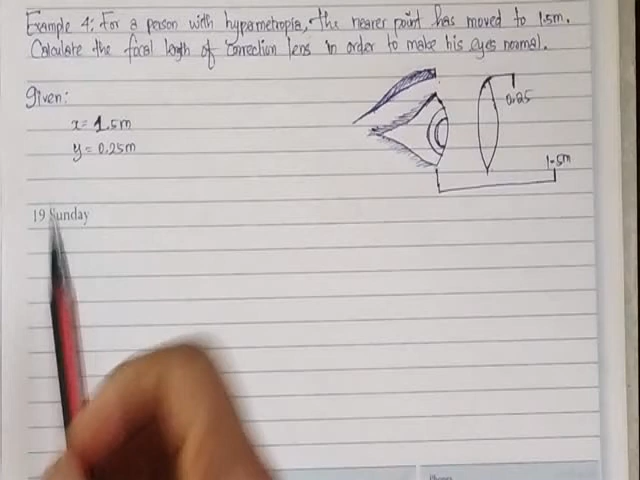 Example 4: For a person with hypametropia, the nearer point has moved to 1.5m.
Calculate the focal length of correction lens in order to make his eyes normal.
Given:
x= 1.5m
y= 0.25m
0.25
1.5m
19 Sunday